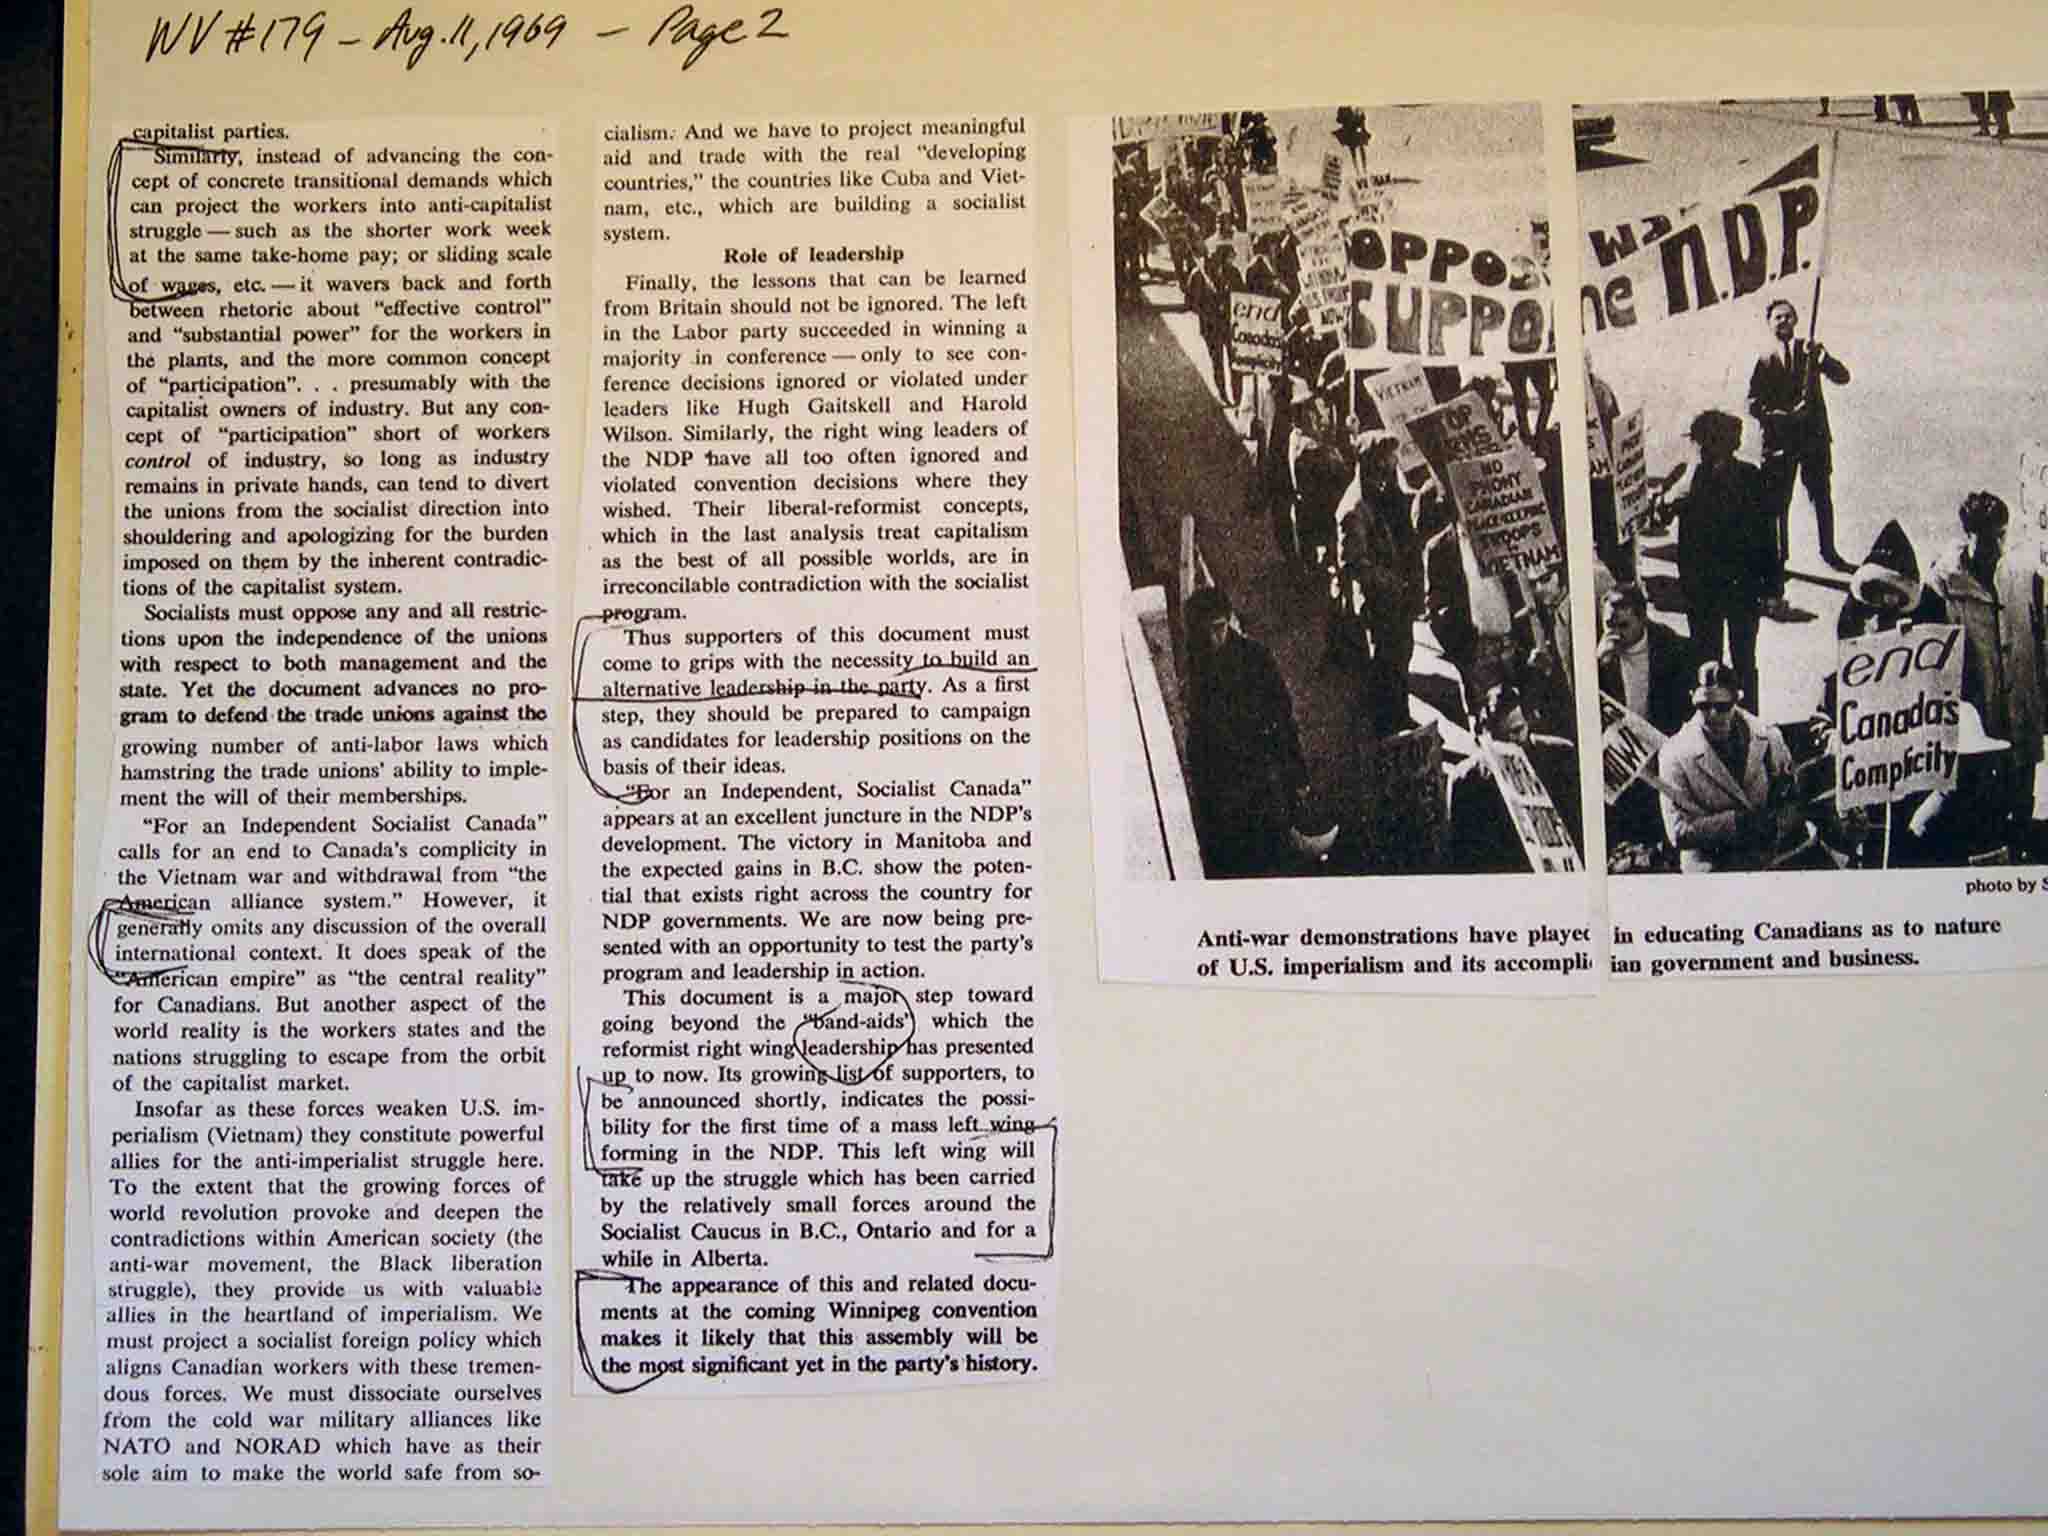 WV #179 - Aug. 11, 1969 - Page 2
capitalist parties.
Similarly, instead of advancing the con-
cept of concrete transitional demands which
can project the workers into anti-capitalist
struggle — such as the shorter work week
at the same take-home pay; or sliding scale
of wages, etc. — it wavers back and forth
between rhetoric about "effective control"
and "substantial power" for the workers in
the plants, and the more common concept
of "participation". . . presumably with the
capitalist owners of industry. But any con-
cept of "participation" short of workers
control of industry, so long as industry
remains in private hands, can tend to divert
the unions from the socialist direction into
shouldering and apologizing for the burden
imposed on them by the inherent contradic-
tions of the capitalist system.
Socialists must oppose any and all restric-
tions upon the independence of the unions
with respect to both management and the
state. Yet the document advances no pro-
gram to defend the trade unions against the
growing number of anti-labor laws which
hamstring the trade unions' ability to imple-
ment the will of their memberships.
"For an Independent Socialist Canada"
calls for an end to Canada's complicity in
the Vietnam war and withdrawal from "the
American alliance system." However, it
generally omits any discussion of the overall
international context. It does speak of the
"American empire" as "the central reality"
for Canadians. But another aspect of the
world reality is the workers states and the
nations struggling to escape from the orbit
of the capitalist market.
Insofar as these forces weaken U.S. im-
perialism (Vietnam) they constitute powerful
allies for the anti-imperialist struggle here.
To the extent that the growing forces of
world revolution provoke and deepen the
contradictions within American society (the
anti-war movement, the Black liberation
struggle), they provide us with valuable
allies in the heartland of imperialism. We
must project a socialist foreign policy which
aligns Canadian workers with these tremen-
dous forces. We must dissociate ourselves
from the cold war military alliances like
NATO and NORAD which have as their
sole aim to make the world safe from so-
cialism. And we have to project meaningful
aid and trade with the real "developing
countries," the countries like Cuba and Viet-
nam, etc., which are building a socialist
system.
Role of leadership
Finally, the lessons that can be learned
from Britain should not be ignored. The left
in the Labor party succeeded in winning a
majority in conference — only to see con-
ference decisions ignored or violated under
leaders like Hugh Gaitskell and Harold
Wilson. Similarly, the right wing leaders of
the NDP have all too often ignored and
violated convention decisions where they
wished. Their liberal-reformist concepts,
which in the last analysis treat capitalism
as the best of all possible worlds, are in
irreconcilable contradiction with the socialist
program.
Thus supporters of this document must
come to grips with the necessity to build an
alternative leadership in the party. As a first
step, they should be prepared to campaign
as candidates for leadership positions on the
basis of their ideas.
"For an Independent, Socialist Canada"
appears at an excellent juncture in the NDP's
development. The victory in Manitoba and
the expected gains in B.C. show the poten-
tial that exists right across the country for
NDP governments. We are now being pre-
sented with an opportunity to test the party's
program and leadership in action.
This document is a major step toward
going beyond the "band-aids" which the
reformist right wing leadership has presented
up to now. Its growing list of supporters, to
be announced shortly, indicates the possi-
bility for the first time of a mass left wing
forming in the NDP. This left wing will
take up the struggle which has been carried
by the relatively small forces around the
Socialist Caucus in B.C., Ontario and for a
while in Alberta.
The appearance of this and related docu-
ments at the coming Winnipeg convention
makes it likely that this assembly will be
the most significant yet in the party's history.
OPPOS
SUPPO
end
Canada's
Complicity
VIETNAM
NO
PHONY
CANADIAN
TROOPS
VIETNAM
Wa
he N.D.P.
end
Canada's
Complicity
photo by S
Anti-war demonstrations have played in educating Canadians as to nature
of U.S. imperialism and its accompli ian government and business.